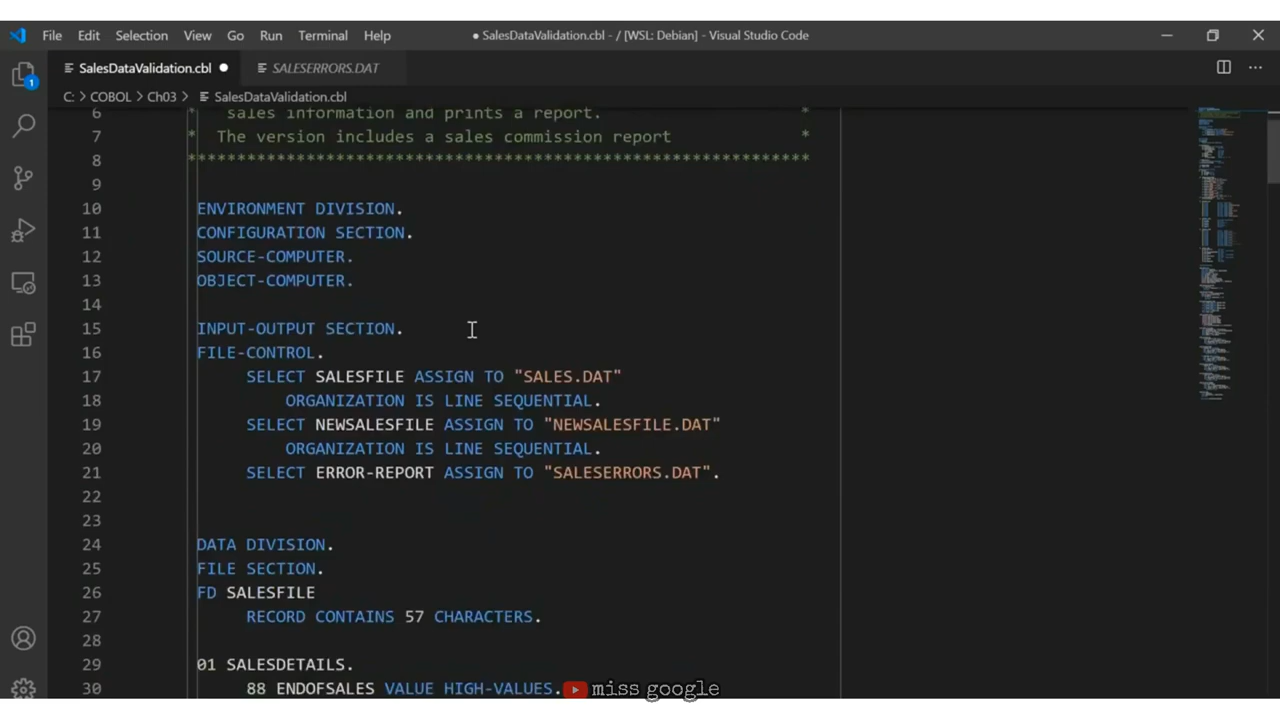 File Edit Selection View Go Run Terminal Help ● SalesDataValidation.cbl - / [WSL: Debian] - Visual Studio Code
SalesDataValidation.cbl ● SALESERRORS.DAT
C: > COBOL > Ch03 > SalesDataValidation.cbl
1
6 * sales information and prints a report. *
7 * The version includes a sales commission report *
8 ***************************************************************
9
10 ENVIRONMENT DIVISION.
11 CONFIGURATION SECTION.
12 SOURCE-COMPUTER.
13 OBJECT-COMPUTER.
14
15 INPUT-OUTPUT SECTION.
16 FILE-CONTROL.
17 SELECT SALESFILE ASSIGN TO "SALES.DAT"
18 ORGANIZATION IS LINE SEQUENTIAL.
19 SELECT NEWSALESFILE ASSIGN TO "NEWSALESFILE.DAT"
20 ORGANIZATION IS LINE SEQUENTIAL.
21 SELECT ERROR-REPORT ASSIGN TO "SALESERRORS.DAT".
22
23
24 DATA DIVISION.
25 FILE SECTION.
26 FD SALESFILE
27 RECORD CONTAINS 57 CHARACTERS.
28
29 01 SALESDETAILS.
30 88 ENDOFSALES VALUE HIGH-VALUES.
miss google